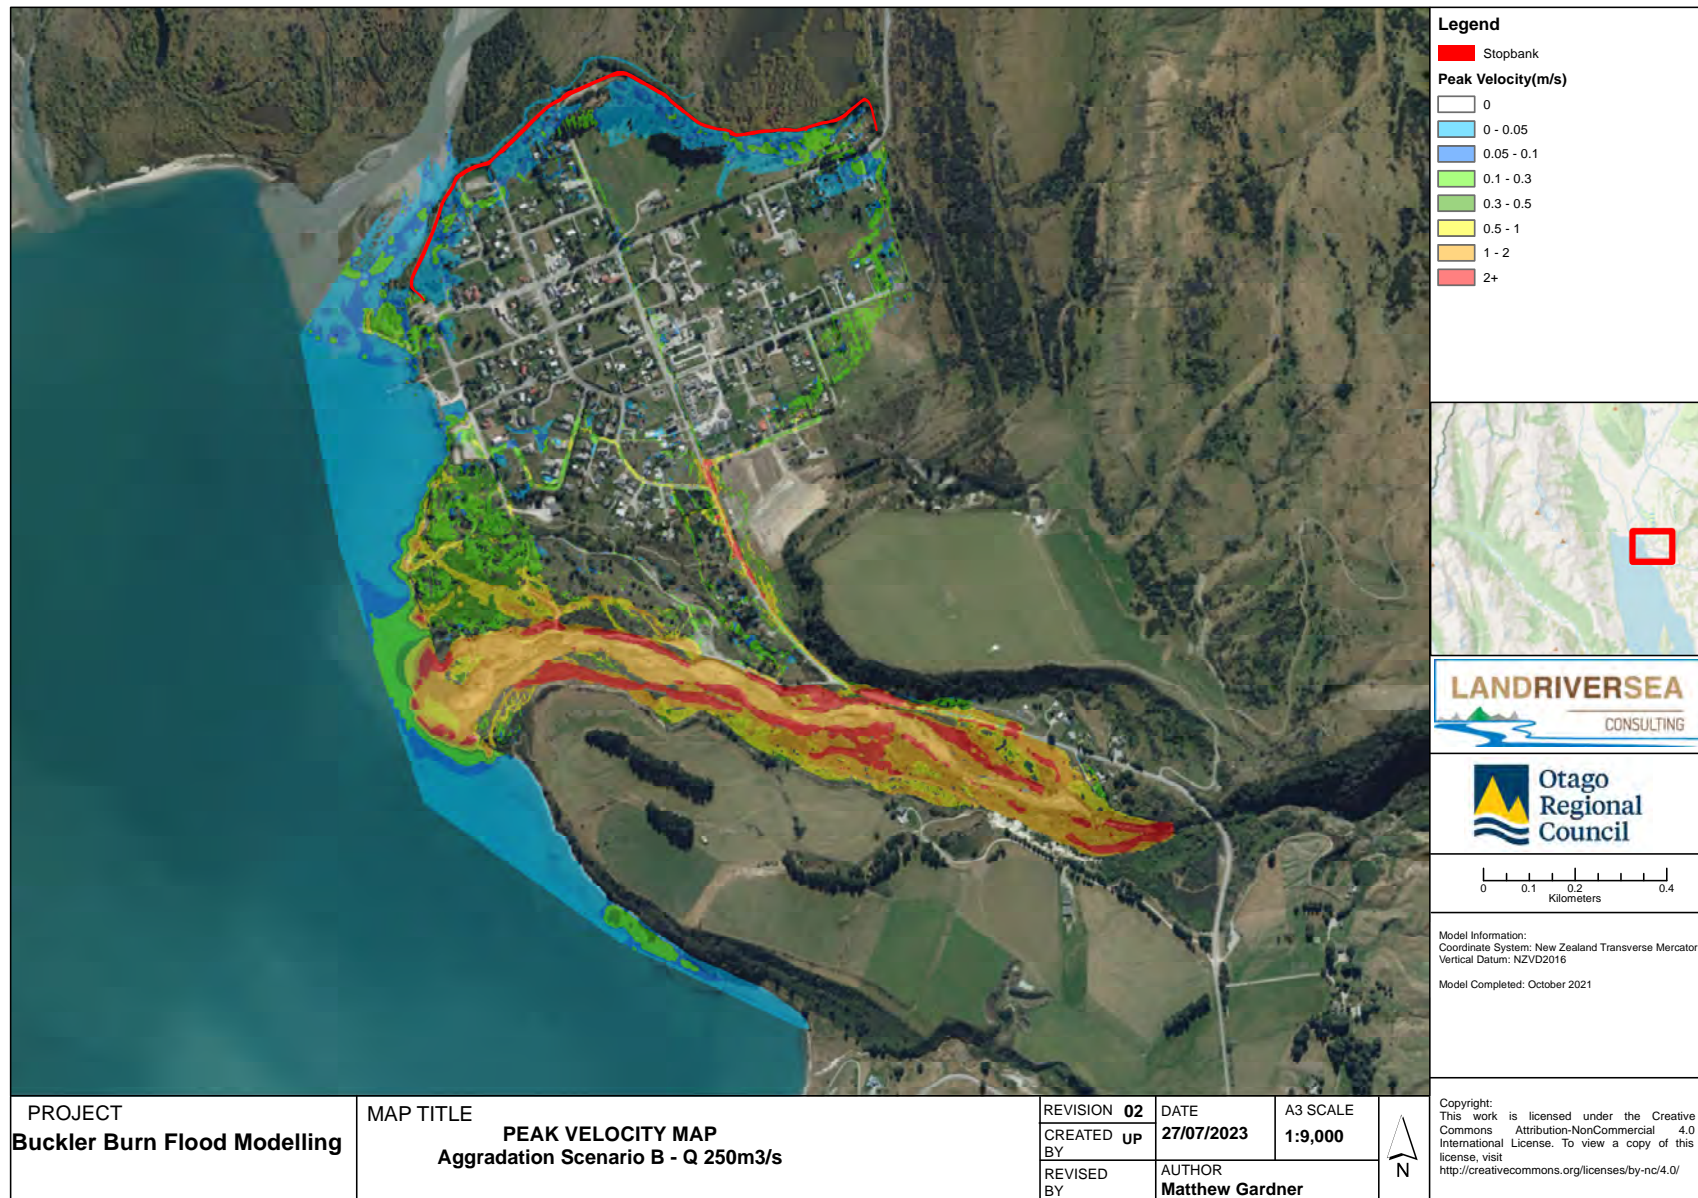 Legend
Stopbank
Peak Velocity(m/s)
0
0 - 0.05
0.05 - 0.1
0.1 - 0.3
0.3 - 0.5
0.5 - 1
1 - 2
2+
LANDRIVERSEA
CONSULTING
Otago
Regional
Council
0 0.1 0.2 0.4
Kilometers
Model Information:
Coordinate System: New Zealand Transverse Mercator
Vertical Datum: NZVD2016
Model Completed: October 2021
Copyright:
This work is licensed under the Creative
Commons Attribution-NonCommercial 4.0
International License. To view a copy of this
license, visit
http://creativecommons.org/licenses/by-nc/4.0/
PROJECT
Buckler Burn Flood Modelling
MAP TITLE
PEAK VELOCITY MAP
Aggradation Scenario B - Q 250m3/s
REVISION 02
CREATED BY UP
REVISED BY
DATE
27/07/2023
A3 SCALE
1:9,000
AUTHOR
Matthew Gardner
N